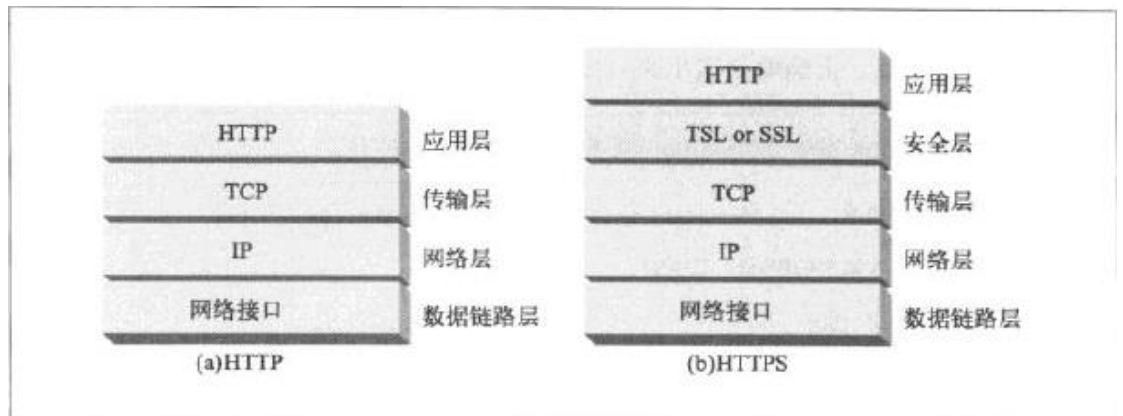 HTTP
应用层
TCP
传输层
IP
网络层
网络接口
数据链路层
(a)HTTP
HTTP
应用层
TSL or SSL
安全层
TCP
传输层
IP
网络层
网络接口
数据链路层
(b)HTTPS